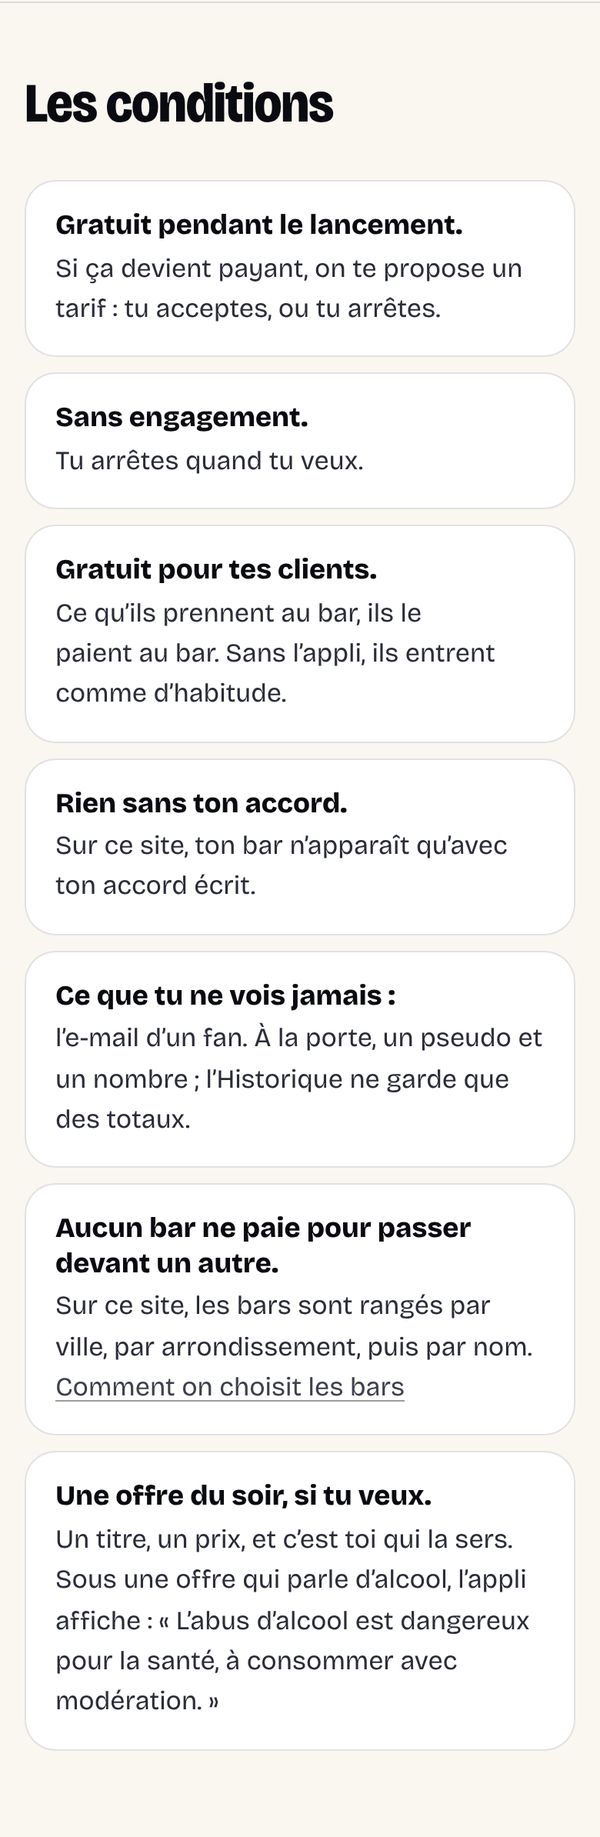 Les conditions
Gratuit pendant le lancement.
Si ça devient payant, on te propose un
tarif : tu acceptes, ou tu arrêtes.
Sans engagement.
Tu arrêtes quand tu veux.
Gratuit pour tes clients.
Ce qu’ils prennent au bar, ils le
paient au bar. Sans l’appli, ils entrent
comme d’habitude.
Rien sans ton accord.
Sur ce site, ton bar n’apparaît qu’avec
ton accord écrit.
Ce que tu ne vois jamais :
l’e-mail d’un fan. À la porte, un pseudo et
un nombre ; l’Historique ne garde que
des totaux.
Aucun bar ne paie pour passer
devant un autre.
Sur ce site, les bars sont rangés par
ville, par arrondissement, puis par nom.
Comment on choisit les bars
Une offre du soir, si tu veux.
Un titre, un prix, et c’est toi qui la sers.
Sous une offre qui parle d’alcool, l’appli
affiche : « L’abus d’alcool est dangereux
pour la santé, à consommer avec
modération. »